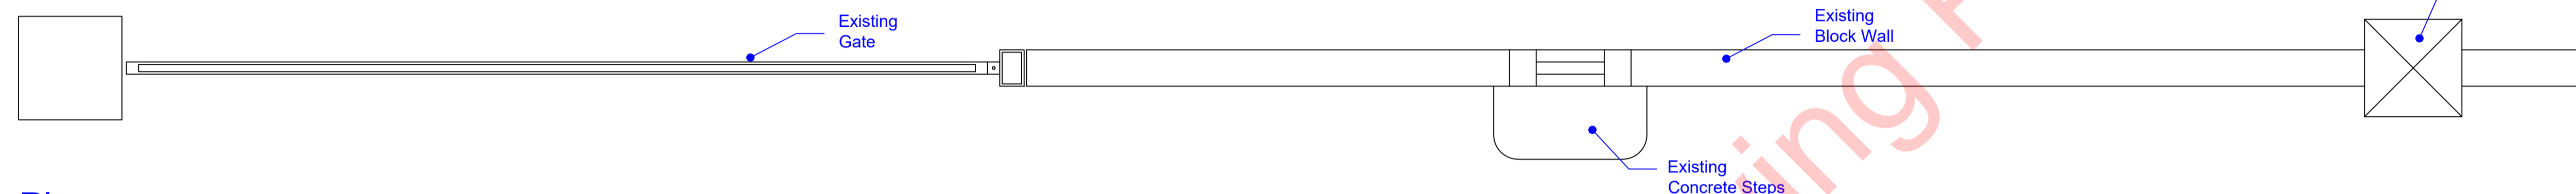 Existing
Gate
Existing
Block Wall
Existing
Concrete Steps